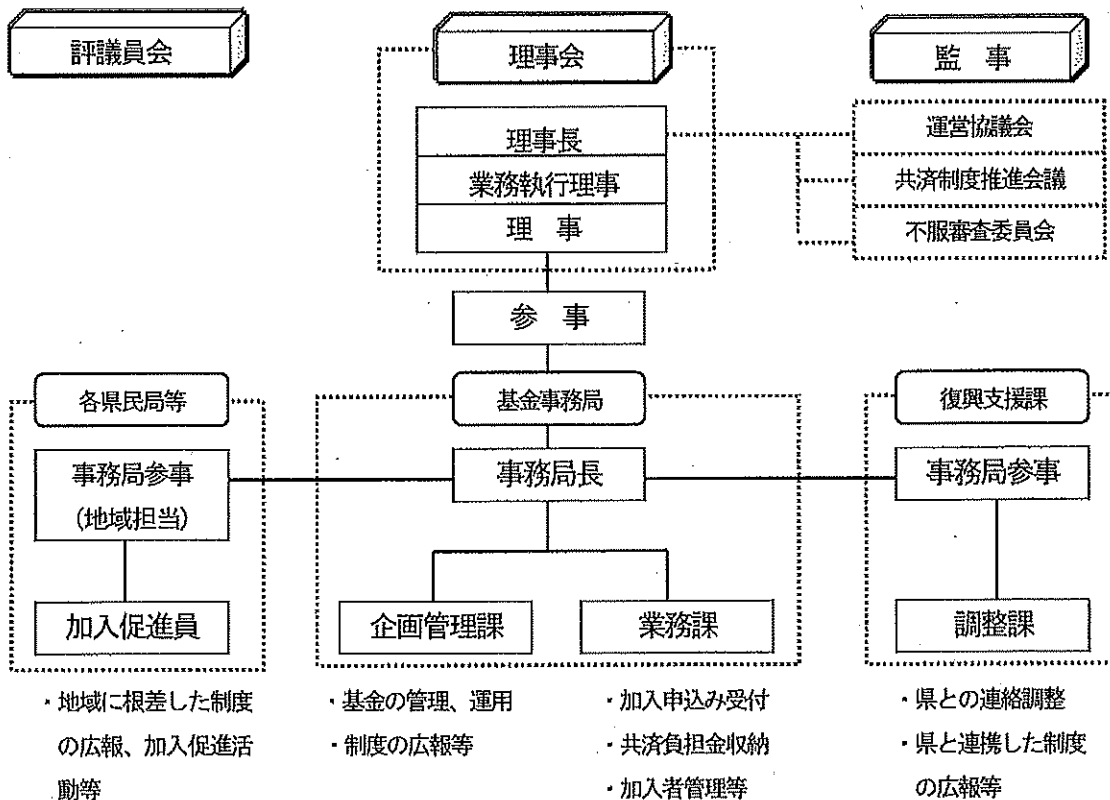 評議員会
理事会
監　事
理事長
業務執行理事
理　事
運営協議会
共済制度推進会議
不服審査委員会
参　事
各県民局等
基金事務局
復興支援課
事務局参事
(地域担当)
事務局長
事務局参事
加入促進員
企画管理課
業務課
調整課
・地域に根差した制度
の広報、加入促進活
動等
・基金の管理、運用
・制度の広報等
・加入申込み受付
・共済負担金収納
・加入者管理等
・県との連絡調整
・県と連携した制度
の広報等